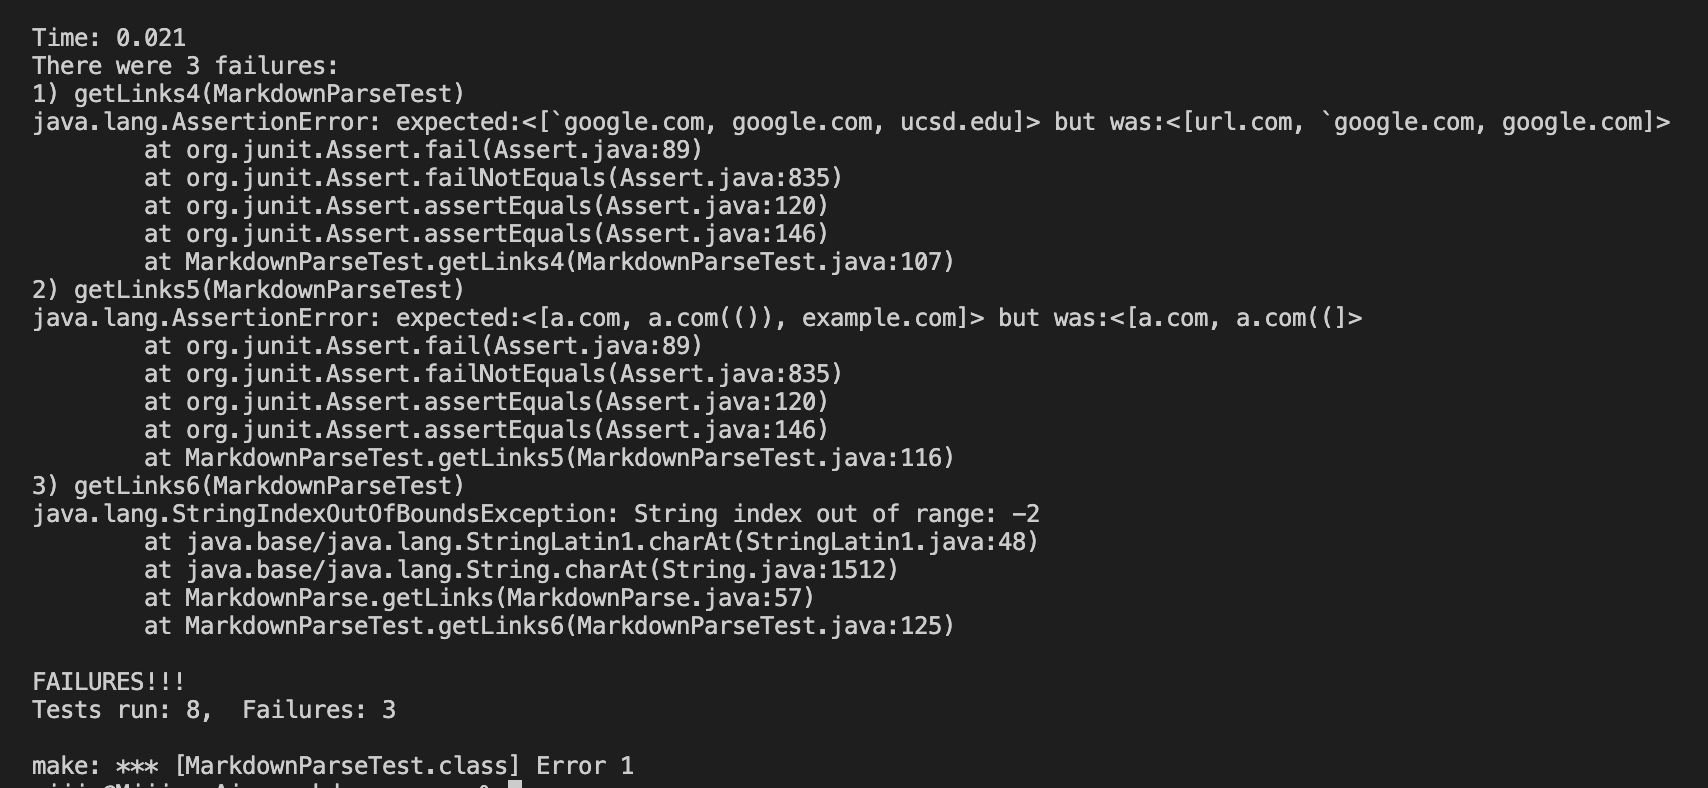 Time: 0.021
There were 3 failures:
1) getLinks4(MarkdownParseTest)
java.lang.AssertionError: expected:<[`google.com, google.com, ucsd.edu]> but was:<[url.com, `google.com, google.com]>
        at org.junit.Assert.fail(Assert.java:89)
        at org.junit.Assert.failNotEquals(Assert.java:835)
        at org.junit.Assert.assertEquals(Assert.java:120)
        at org.junit.Assert.assertEquals(Assert.java:146)
        at MarkdownParseTest.getLinks4(MarkdownParseTest.java:107)
2) getLinks5(MarkdownParseTest)
java.lang.AssertionError: expected:<[a.com, a.com(()), example.com]> but was:<[a.com, a.com((]>
        at org.junit.Assert.fail(Assert.java:89)
        at org.junit.Assert.failNotEquals(Assert.java:835)
        at org.junit.Assert.assertEquals(Assert.java:120)
        at org.junit.Assert.assertEquals(Assert.java:146)
        at MarkdownParseTest.getLinks5(MarkdownParseTest.java:116)
3) getLinks6(MarkdownParseTest)
java.lang.StringIndexOutOfBoundsException: String index out of range: -2
        at java.base/java.lang.StringLatin1.charAt(StringLatin1.java:48)
        at java.base/java.lang.String.charAt(String.java:1512)
        at MarkdownParse.getLinks(MarkdownParse.java:57)
        at MarkdownParseTest.getLinks6(MarkdownParseTest.java:125)
FAILURES!!!
Tests run: 8,  Failures: 3
make: *** [MarkdownParseTest.class] Error 1